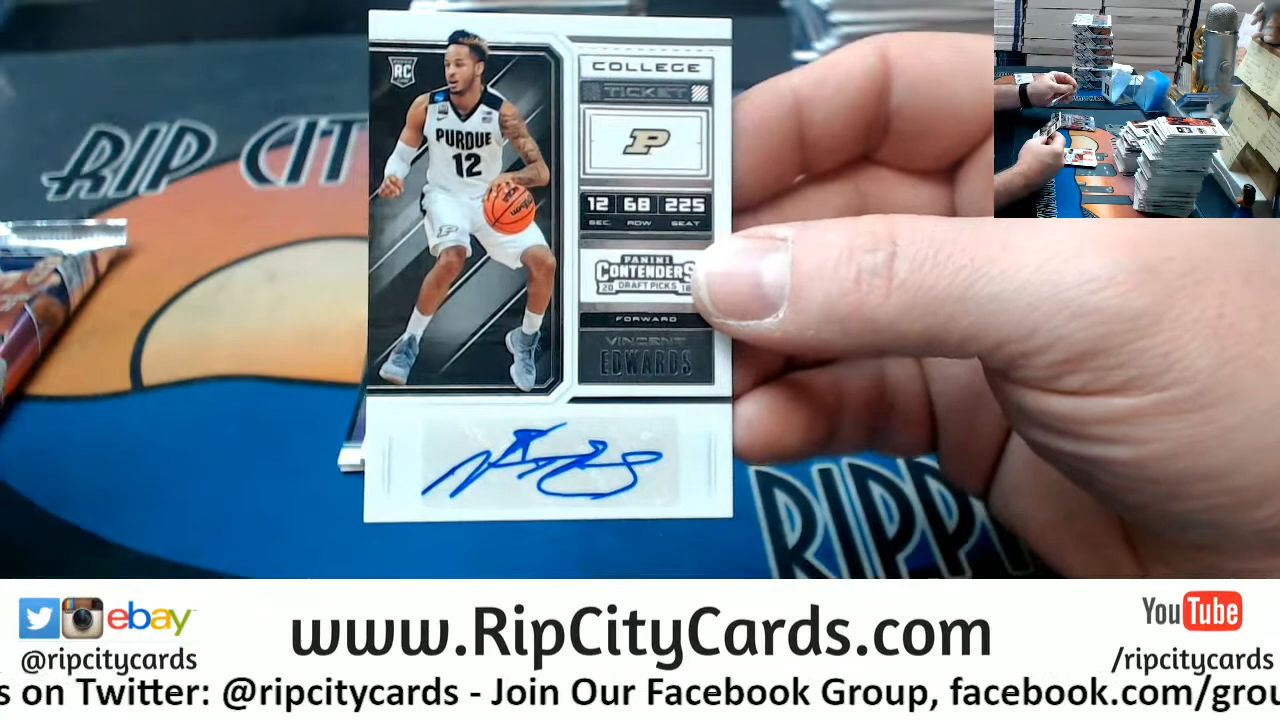 RIP CIT
RC
PURDUE
12
P
COLLEGE
TICKET
P
12 68 225
SEC ROW SEAT
PANINI
CONTENDERS
20 DRAFT PICKS 18
FORWARD
VINCENT
EDWARDS
RIPP
ebay
@ripcitycards
www.RipCityCards.com
YouTube
/ripcitycards
s on Twitter: @ripcitycards - Join Our Facebook Group, facebook.com/grou